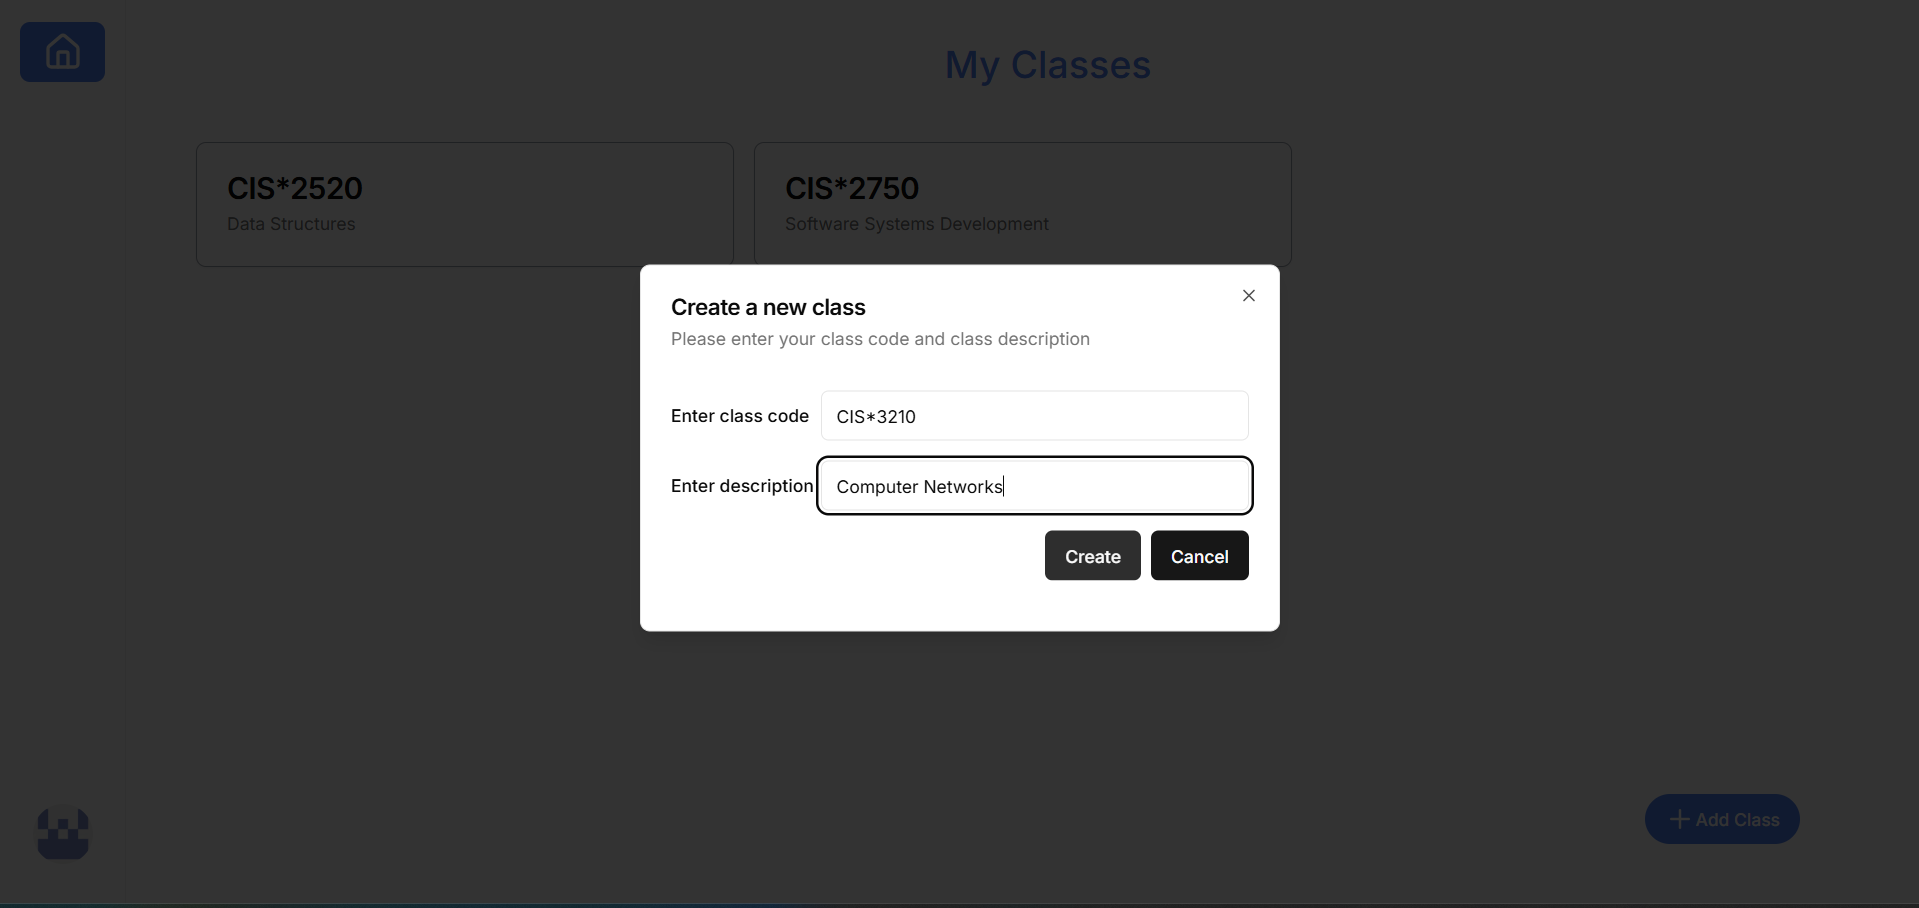 My Classes
CIS*2520
Data Structures
CIS*2750
Software Systems Development
Create a new class
Please enter your class code and class description
Enter class code CIS*3210
Enter description Computer Networks
Create Cancel
Add Class